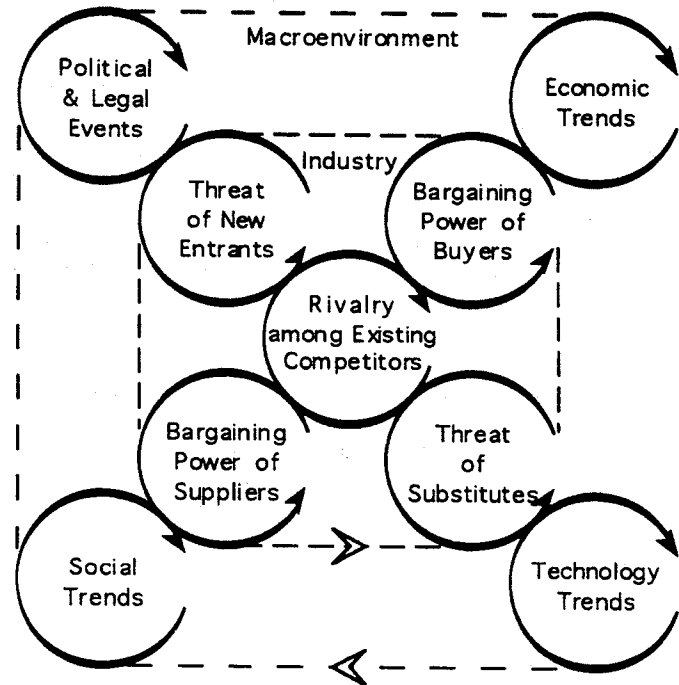 Macroenvironment
Political
& Legal
Events
Economic
Trends
Industry
Threat
of New
Entrants
Bargaining
Power of
Buyers
Rivalry
among Existing
Competitors
Bargaining
Power of
Suppliers
Threat
of
Substitutes
Social
Trends
Technology
Trends